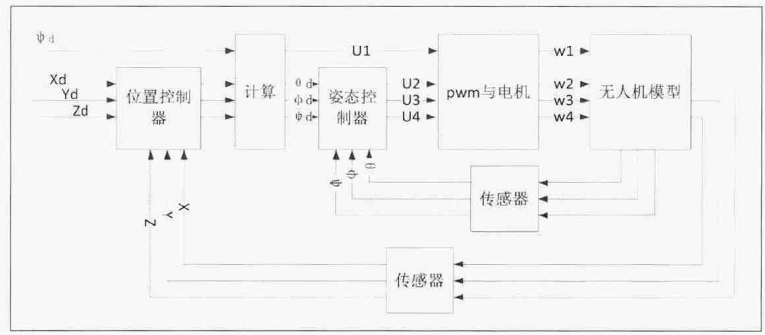 ψd
Xd
Yd
Zd
位置控制器
计算
U1
θd
φd
ψd
姿态控制器
U2
U3
U4
pwm与电机
w1
w2
w3
w4
无人机模型
θ
φ
ψ
传感器
X
Y
Z
传感器